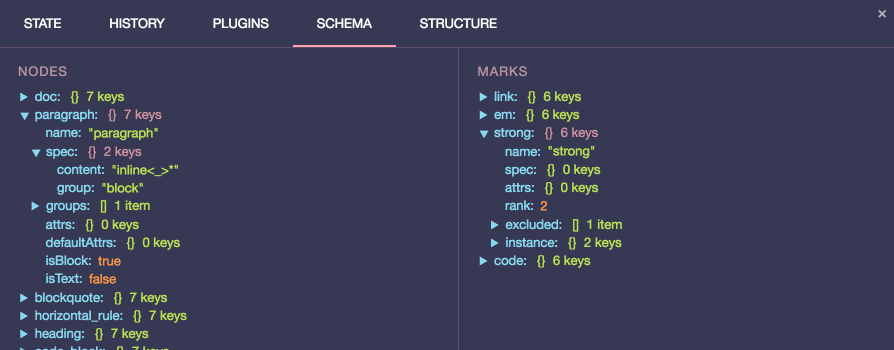 STATE HISTORY PLUGINS SCHEMA STRUCTURE ×
NODES
▶ doc: {} 7 keys
▼ paragraph: {} 7 keys
name: "paragraph"
▼ spec: {} 2 keys
content: "inline<_>*"
group: "block"
▶ groups: [] 1 item
attrs: {} 0 keys
defaultAttrs: {} 0 keys
isBlock: true
isText: false
▶ blockquote: {} 7 keys
▶ horizontal_rule: {} 7 keys
▶ heading: {} 7 keys
▶ code_block: {} 7 keys
MARKS
▶ link: {} 6 keys
▶ em: {} 6 keys
▼ strong: {} 6 keys
name: "strong"
spec: {} 0 keys
attrs: {} 0 keys
rank: 2
▶ excluded: [] 1 item
▶ instance: {} 2 keys
▶ code: {} 6 keys